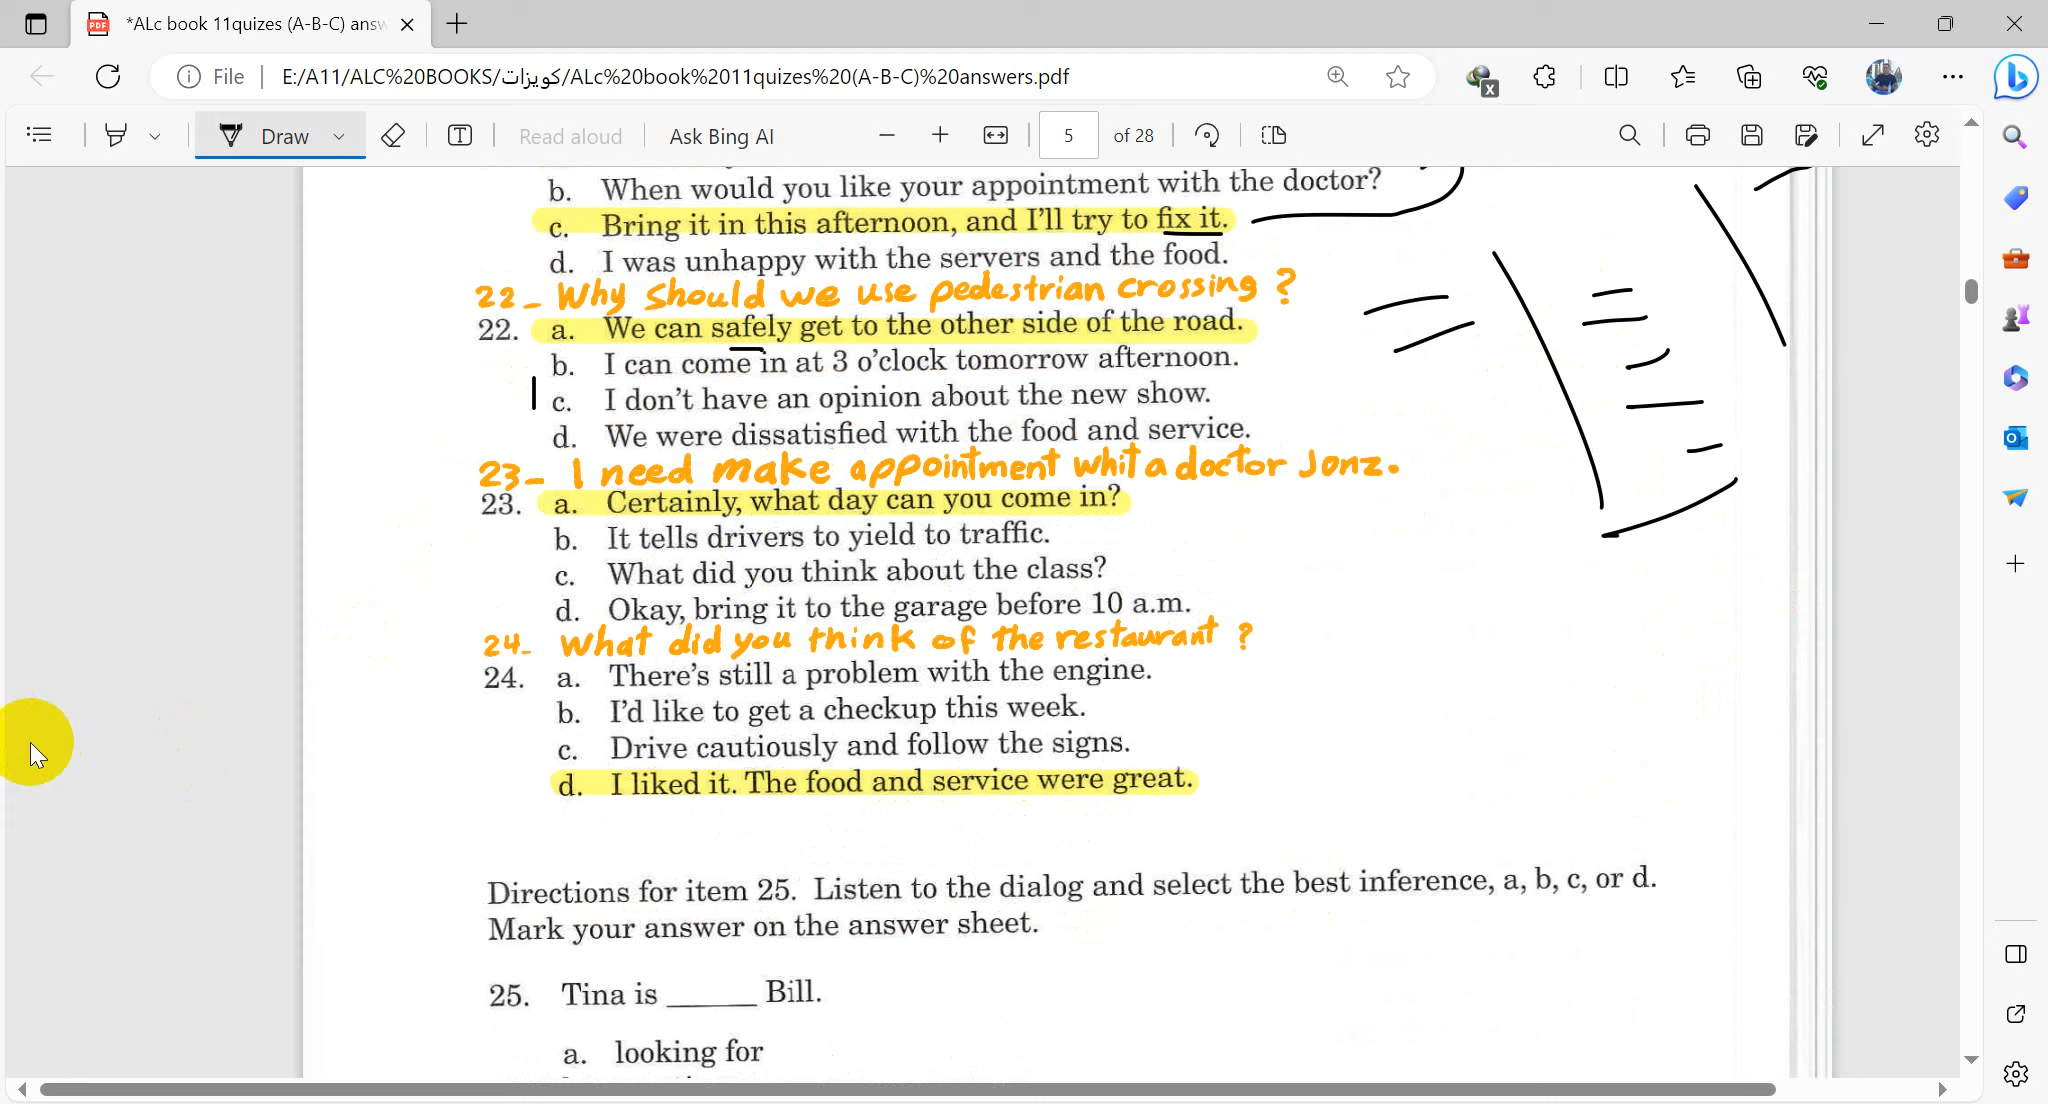 *ALc book 11quizes (A-B-C) answ
File
E:/A11/ALC%20BOOKS/كويزات/ALc%20book%2011quizes%20(A-B-C)%20answers.pdf
Draw
Read aloud
Ask Bing AI
5
of 28
b. When would you like your appointment with the doctor?
c. Bring it in this afternoon, and I'll try to fix it.
d. I was unhappy with the servers and the food.
22- Why should we use pedestrian crossing ?
22. a. We can safely get to the other side of the road.
b. I can come in at 3 o'clock tomorrow afternoon.
c. I don't have an opinion about the new show.
d. We were dissatisfied with the food and service.
23- I need make appointment whit a doctor Jonz.
23. a. Certainly, what day can you come in?
b. It tells drivers to yield to traffic.
c. What did you think about the class?
d. Okay, bring it to the garage before 10 a.m.
24- What did you think of the restaurant ?
24. a. There's still a problem with the engine.
b. I'd like to get a checkup this week.
c. Drive cautiously and follow the signs.
d. I liked it. The food and service were great.
Directions for item 25. Listen to the dialog and select the best inference, a, b, c, or d.
Mark your answer on the answer sheet.
25. Tina is ______ Bill.
a. looking for